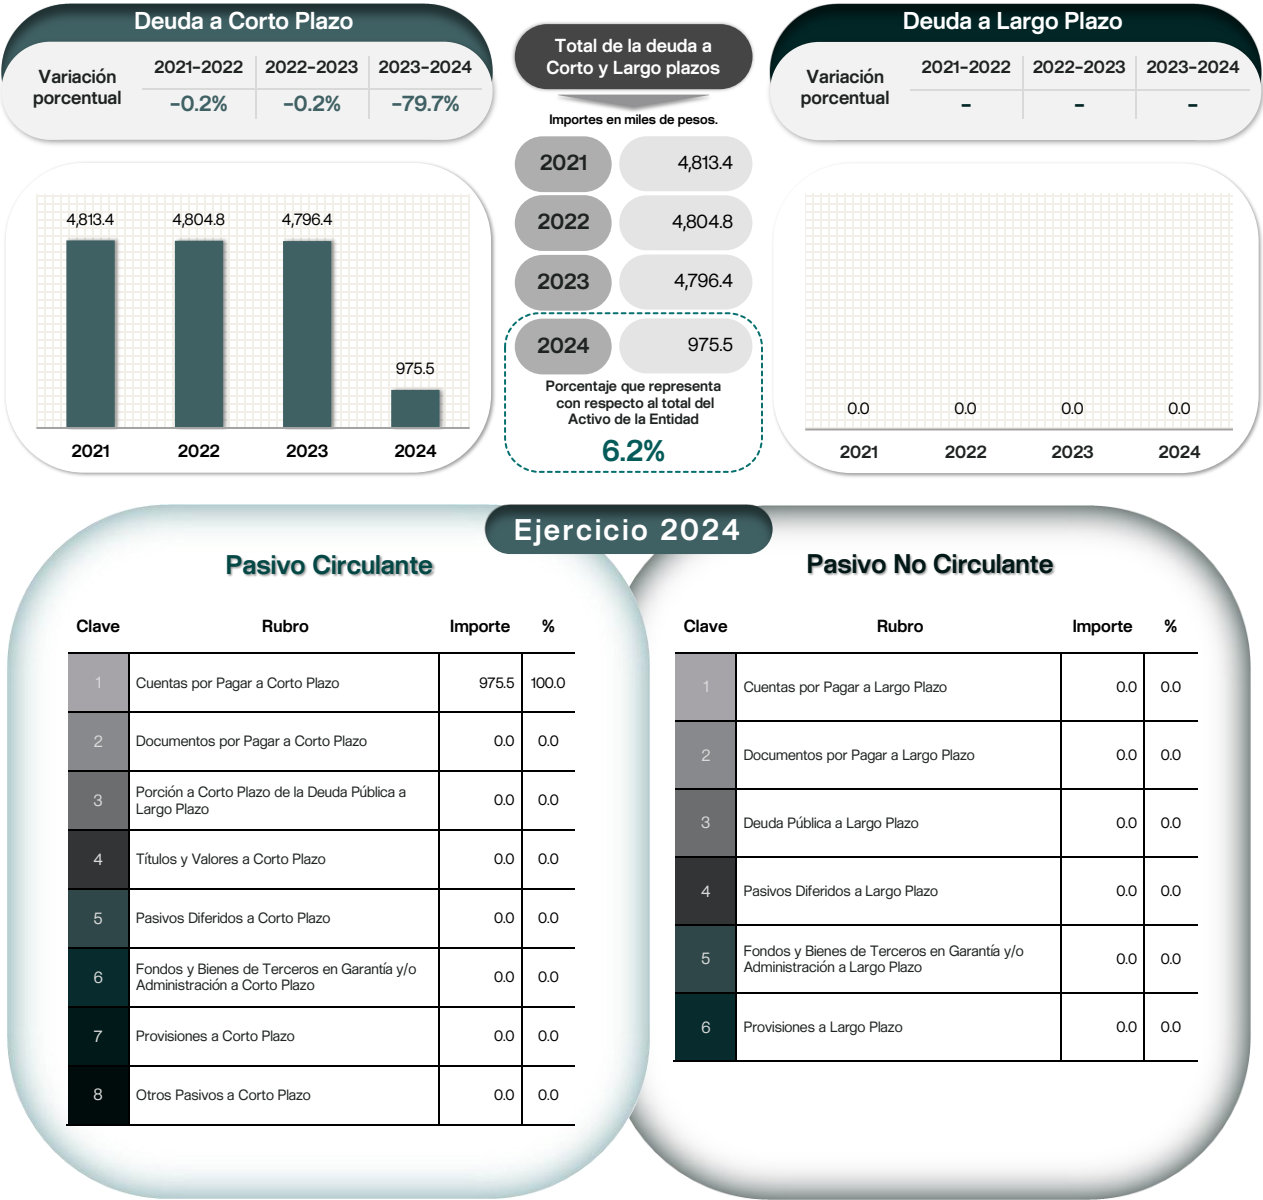 Deuda a Corto Plazo
Variación
porcentual
2021-2022 2022-2023 2023-2024
-0.2% -0.2% -79.7%
4,813.4 4,804.8 4,796.4
975.5
2021 2022 2023 2024
Total de la deuda a
Corto y Largo plazos
Importes en miles de pesos.
2021 4,813.4
2022 4,804.8
2023 4,796.4
2024 975.5
Porcentaje que representa
con respecto al total del
Activo de la Entidad
6.2%
Deuda a Largo Plazo
Variación
porcentual
2021-2022 2022-2023 2023-2024
- - -
0.0 0.0 0.0 0.0
2021 2022 2023 2024
Ejercicio 2024
Pasivo Circulante
Clave Rubro Importe %
1 Cuentas por Pagar a Corto Plazo 975.5 100.0
2 Documentos por Pagar a Corto Plazo 0.0 0.0
3 Porción a Corto Plazo de la Deuda Pública a
Largo Plazo 0.0 0.0
4 Títulos y Valores a Corto Plazo 0.0 0.0
5 Pasivos Diferidos a Corto Plazo 0.0 0.0
6 Fondos y Bienes de Terceros en Garantía y/o
Administración a Corto Plazo 0.0 0.0
7 Provisiones a Corto Plazo 0.0 0.0
8 Otros Pasivos a Corto Plazo 0.0 0.0
Pasivo No Circulante
Clave Rubro Importe %
1 Cuentas por Pagar a Largo Plazo 0.0 0.0
2 Documentos por Pagar a Largo Plazo 0.0 0.0
3 Deuda Pública a Largo Plazo 0.0 0.0
4 Pasivos Diferidos a Largo Plazo 0.0 0.0
5 Fondos y Bienes de Terceros en Garantía y/o
Administración a Largo Plazo 0.0 0.0
6 Provisiones a Largo Plazo 0.0 0.0